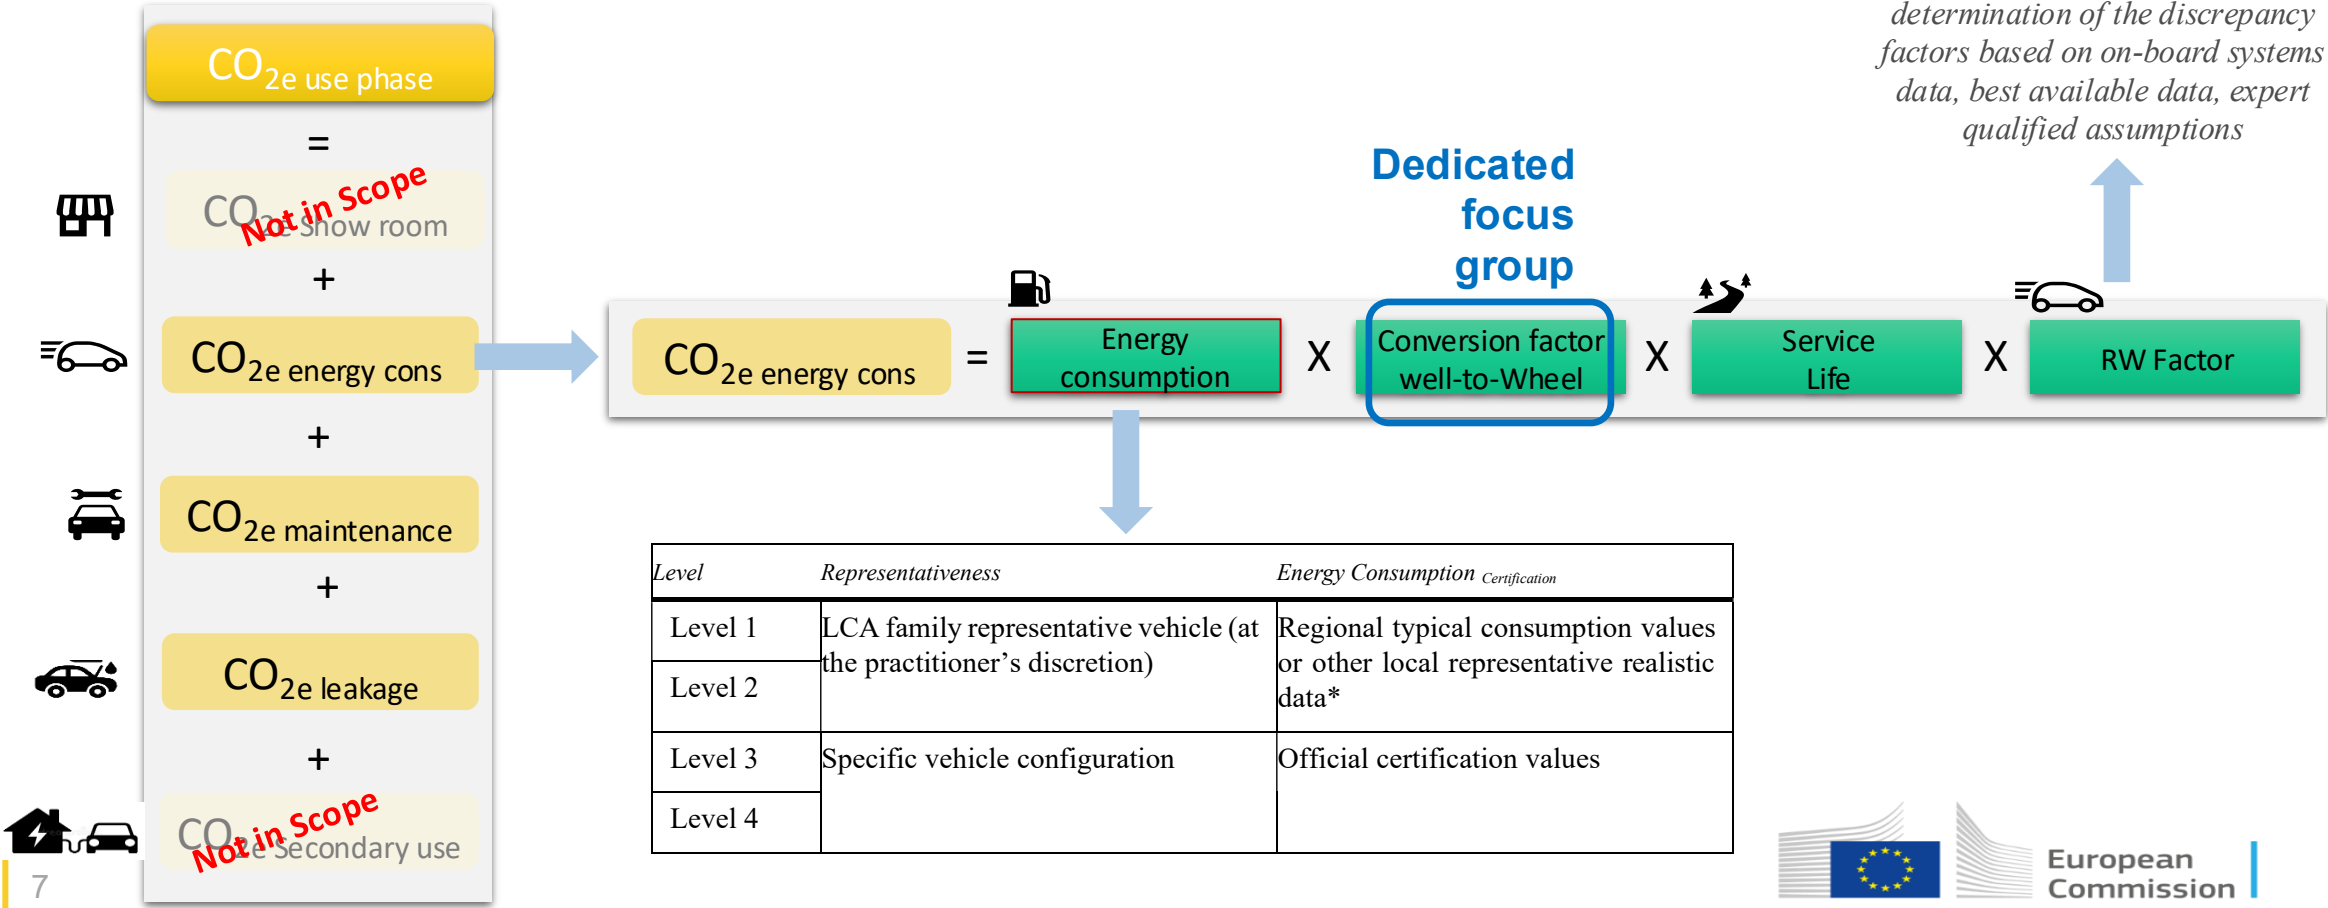 CO2e use phase
=
CO2e Show room
Not in Scope
+
CO2e energy cons
+
CO2e maintenance
+
CO2e leakage
+
CO2e Secondary use
Not in Scope
7
determination of the discrepancy
factors based on on-board systems
data, best available data, expert
qualified assumptions
Dedicated
focus
group
CO2e energy cons
=
Energy
consumption
X
Conversion factor
well-to-Wheel
X
Service
Life
X
RW Factor
Level Representativeness Energy Consumption Certification
Level 1
Level 2
LCA family representative vehicle (at
the practitioner’s discretion)
Regional typical consumption values
or other local representative realistic
data*
Level 3
Level 4
Specific vehicle configuration
Official certification values
European
Commission